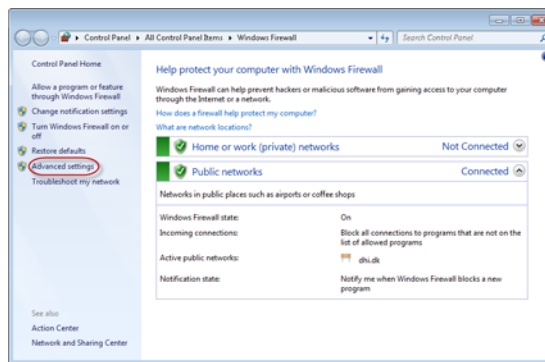 Control Panel ▸ All Control Panel Items ▸ Windows Firewall
Search Control Panel
Control Panel Home
Allow a program or feature
through Windows Firewall
Change notification settings
Turn Windows Firewall on or
off
Restore defaults
Advanced settings
Troubleshoot my network
See also
Action Center
Network and Sharing Center
Help protect your computer with Windows Firewall
Windows Firewall can help prevent hackers or malicious software from gaining access to your computer
through the Internet or a network.
How does a firewall help protect my computer?
What are network locations?
Home or work (private) networks Not Connected
Public networks Connected
Networks in public places such as airports or coffee shops
Windows Firewall state: On
Incoming connections: Block all connections to programs that are not on the
list of allowed programs
Active public networks: dhi.dk
Notification state: Notify me when Windows Firewall blocks a new
program